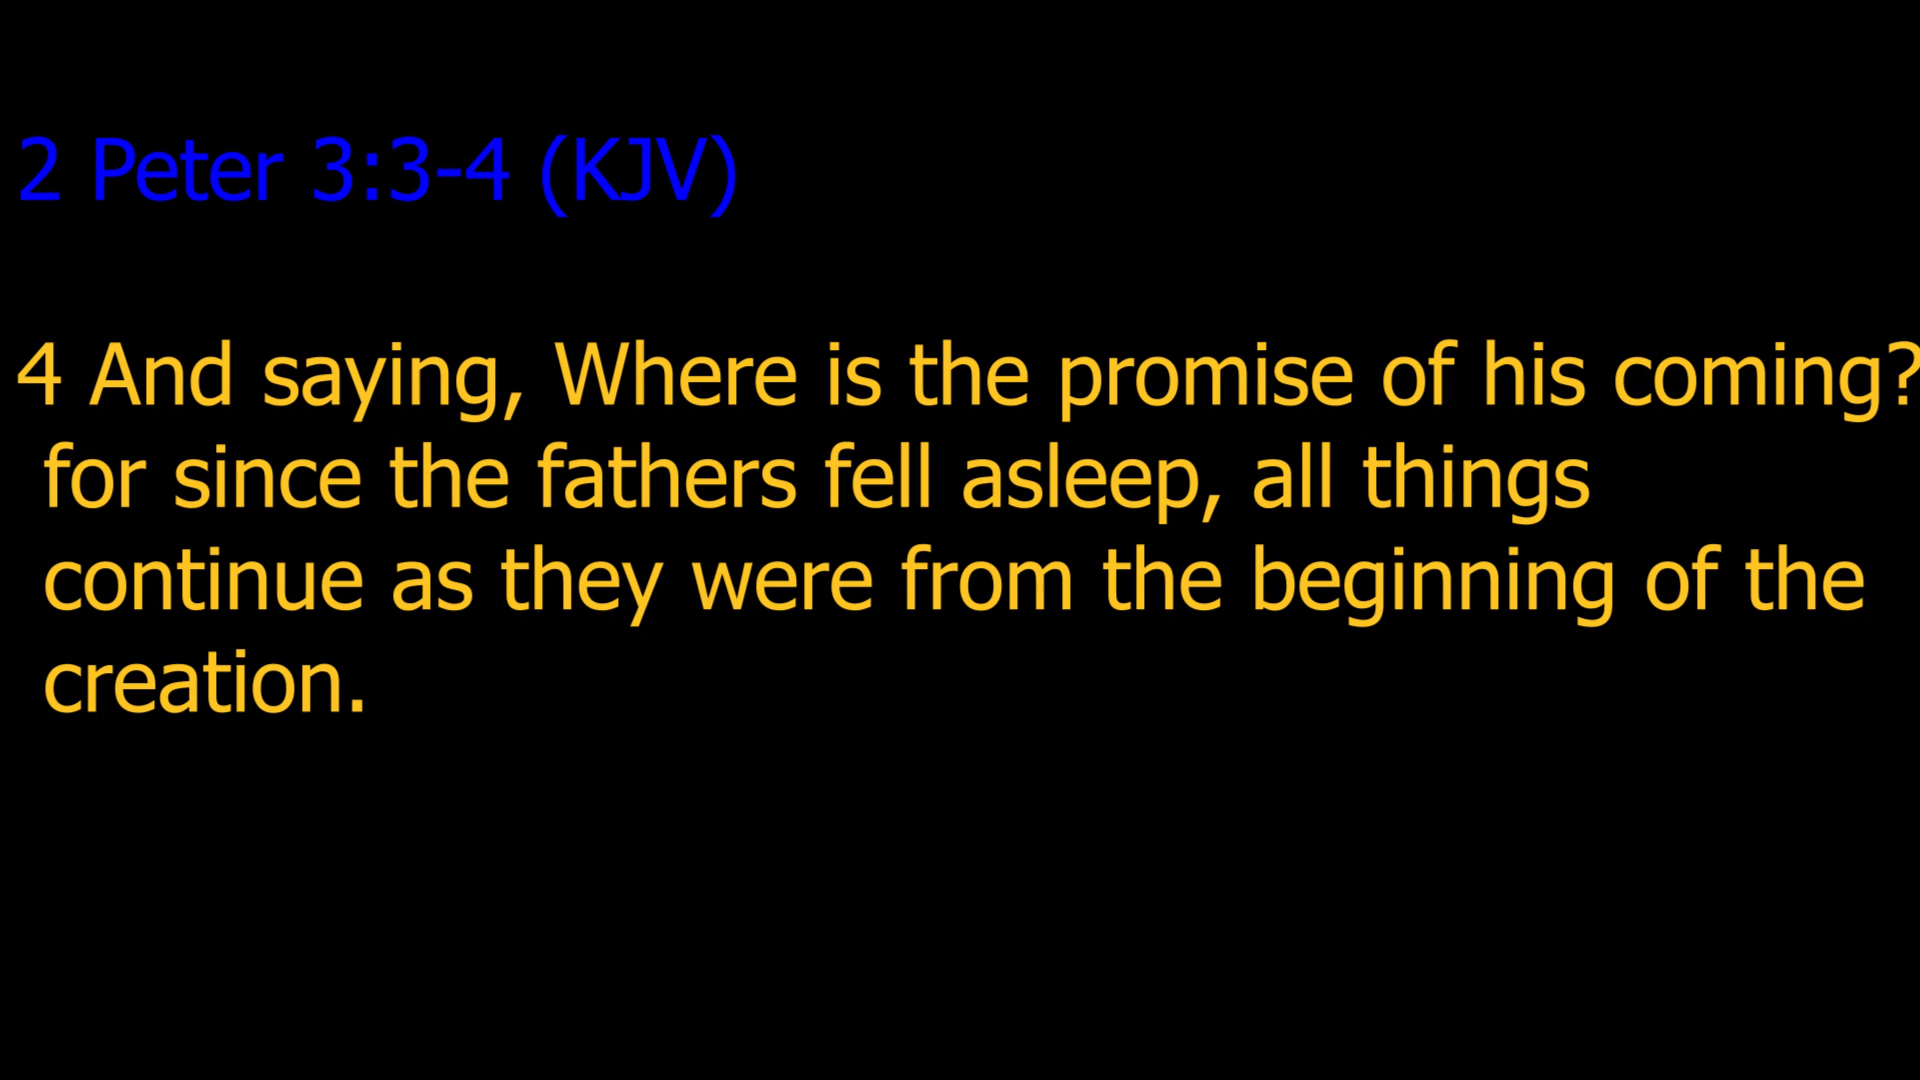 2 Peter 3:3-4 (KJV)
4 And saying, Where is the promise of his coming?
for since the fathers fell asleep, all things
continue as they were from the beginning of the
creation.